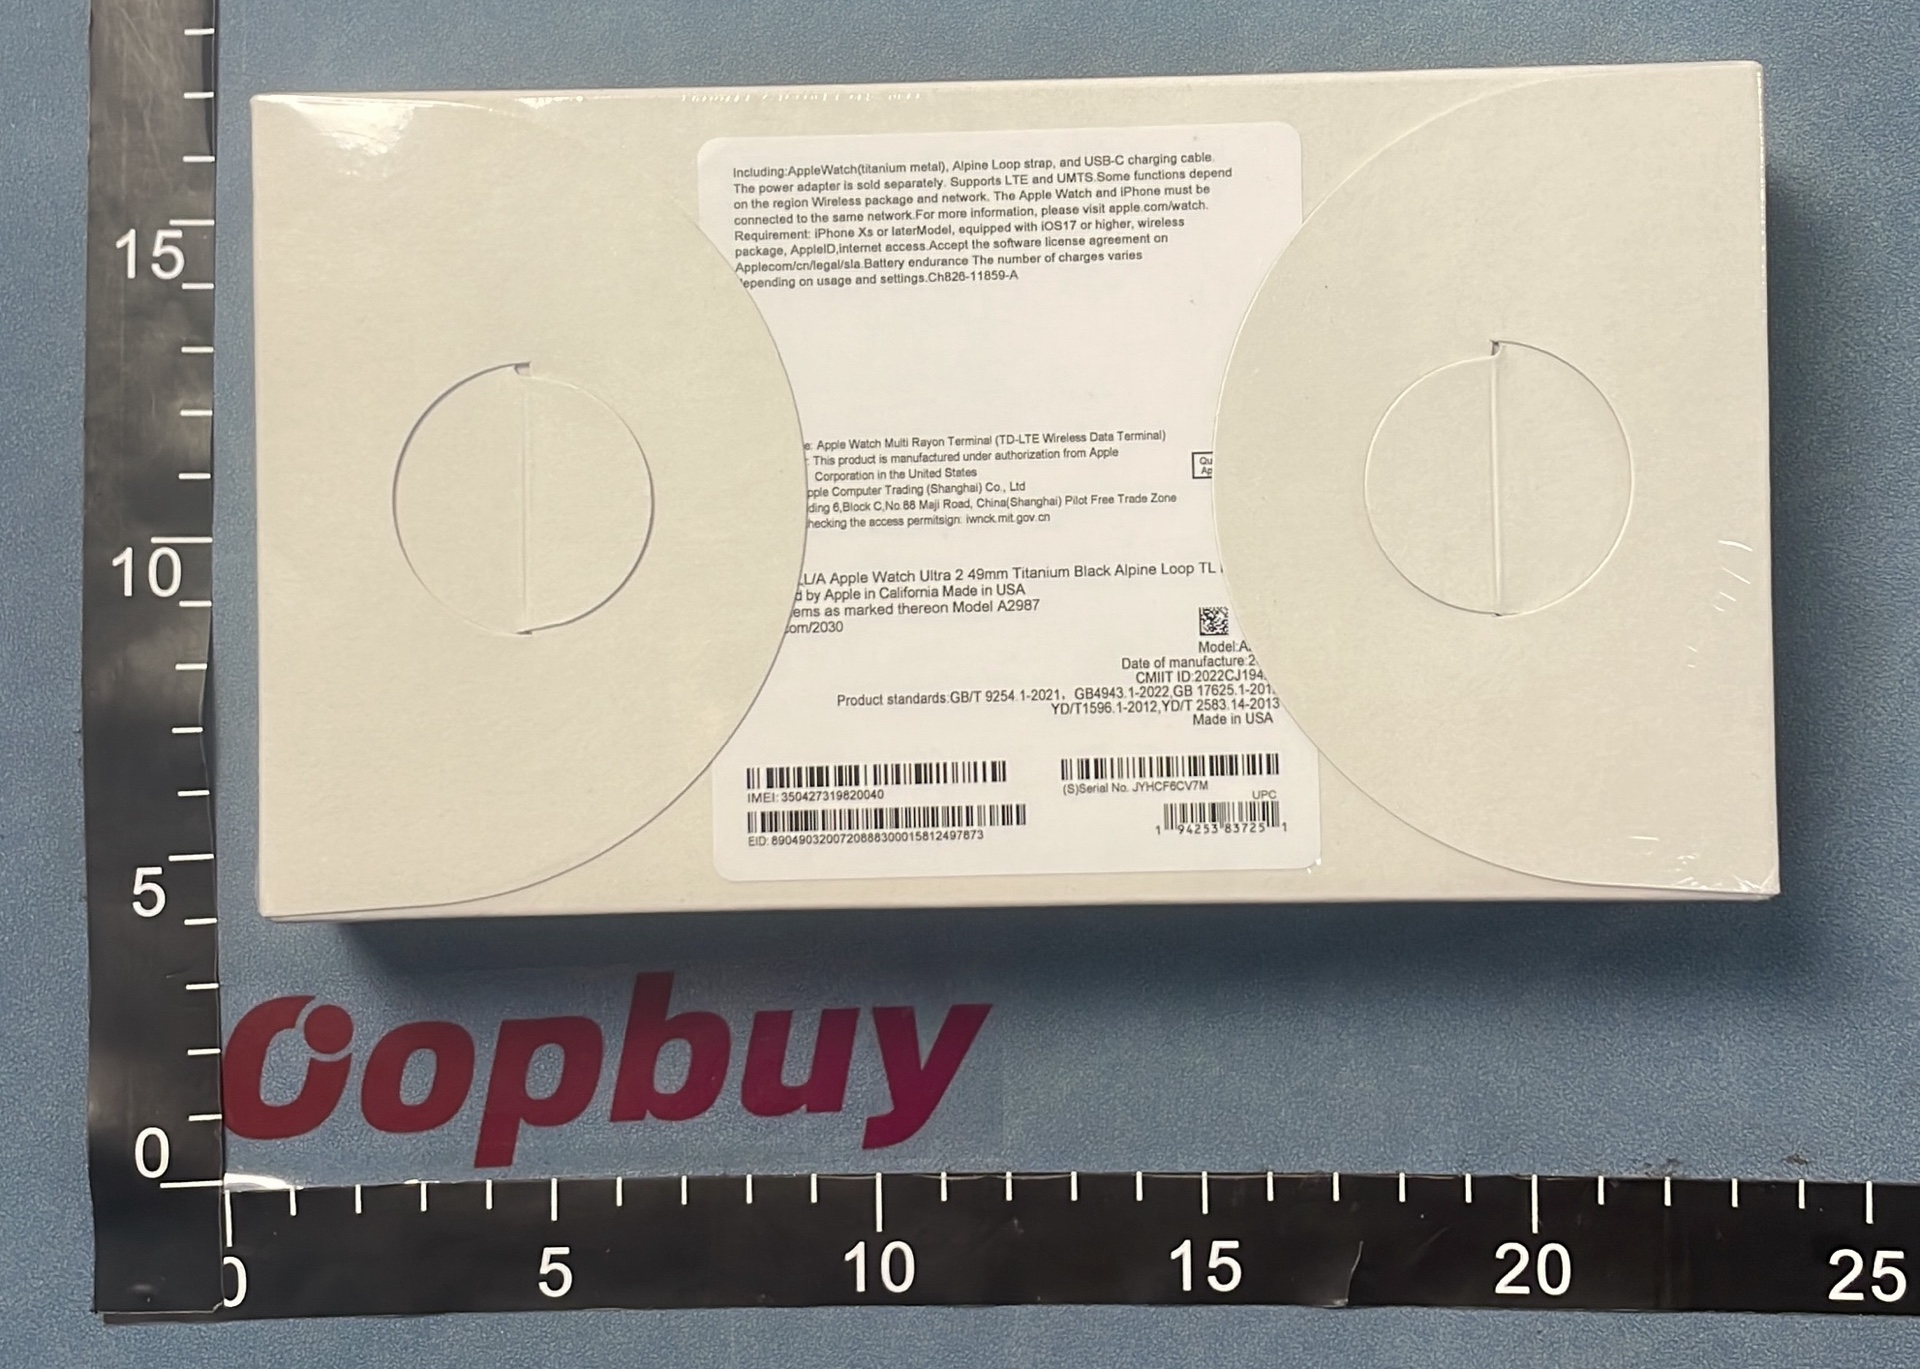 Including:AppleWatch(titanium metal), Alpine Loop strap, and USB-C charging cable.
The power adapter is sold separately. Supports LTE and UMTS.Some functions depend
on the region Wireless package and network. The Apple Watch and iPhone must be
connected to the same network.For more information, please visit apple.com/watch.
Requirement: iPhone Xs or laterModel, equipped with iOS17 or higher, wireless
package, AppleID,internet access.Accept the software license agreement on
Applecom/cn/legal/sla.Battery endurance The number of charges varies
epending on usage and settings.Ch826-11859-A
e: Apple Watch Multi Rayon Terminal (TD-LTE Wireless Data Terminal)
: This product is manufactured under authorization from Apple
Corporation in the United States
pple Computer Trading (Shanghai) Co., Ltd
ding 6,Block C,No.88 Maji Road, China(Shanghai) Pilot Free Trade Zone
hecking the access permitsign: iwnck.mit.gov.cn
Qu
Ap
LL/A Apple Watch Ultra 2 49mm Titanium Black Alpine Loop TL
d by Apple in California Made in USA
ems as marked thereon Model A2987
com/2030
Model:A
Date of manufacture:2
CMIIT ID:2022CJ194
Product standards:GB/T 9254.1-2021, GB4943.1-2022,GB 17625.1-201
YD/T1596.1-2012,YD/T 2583.14-2013
Made in USA
IMEI: 350427319820040
(S)Serial No. JYHCF6CV7M
UPC
EID: 8904903200720888300015812497873
1 94253 83725 1
oopbuy
15
10
5
0
0 5 10 15 20 25